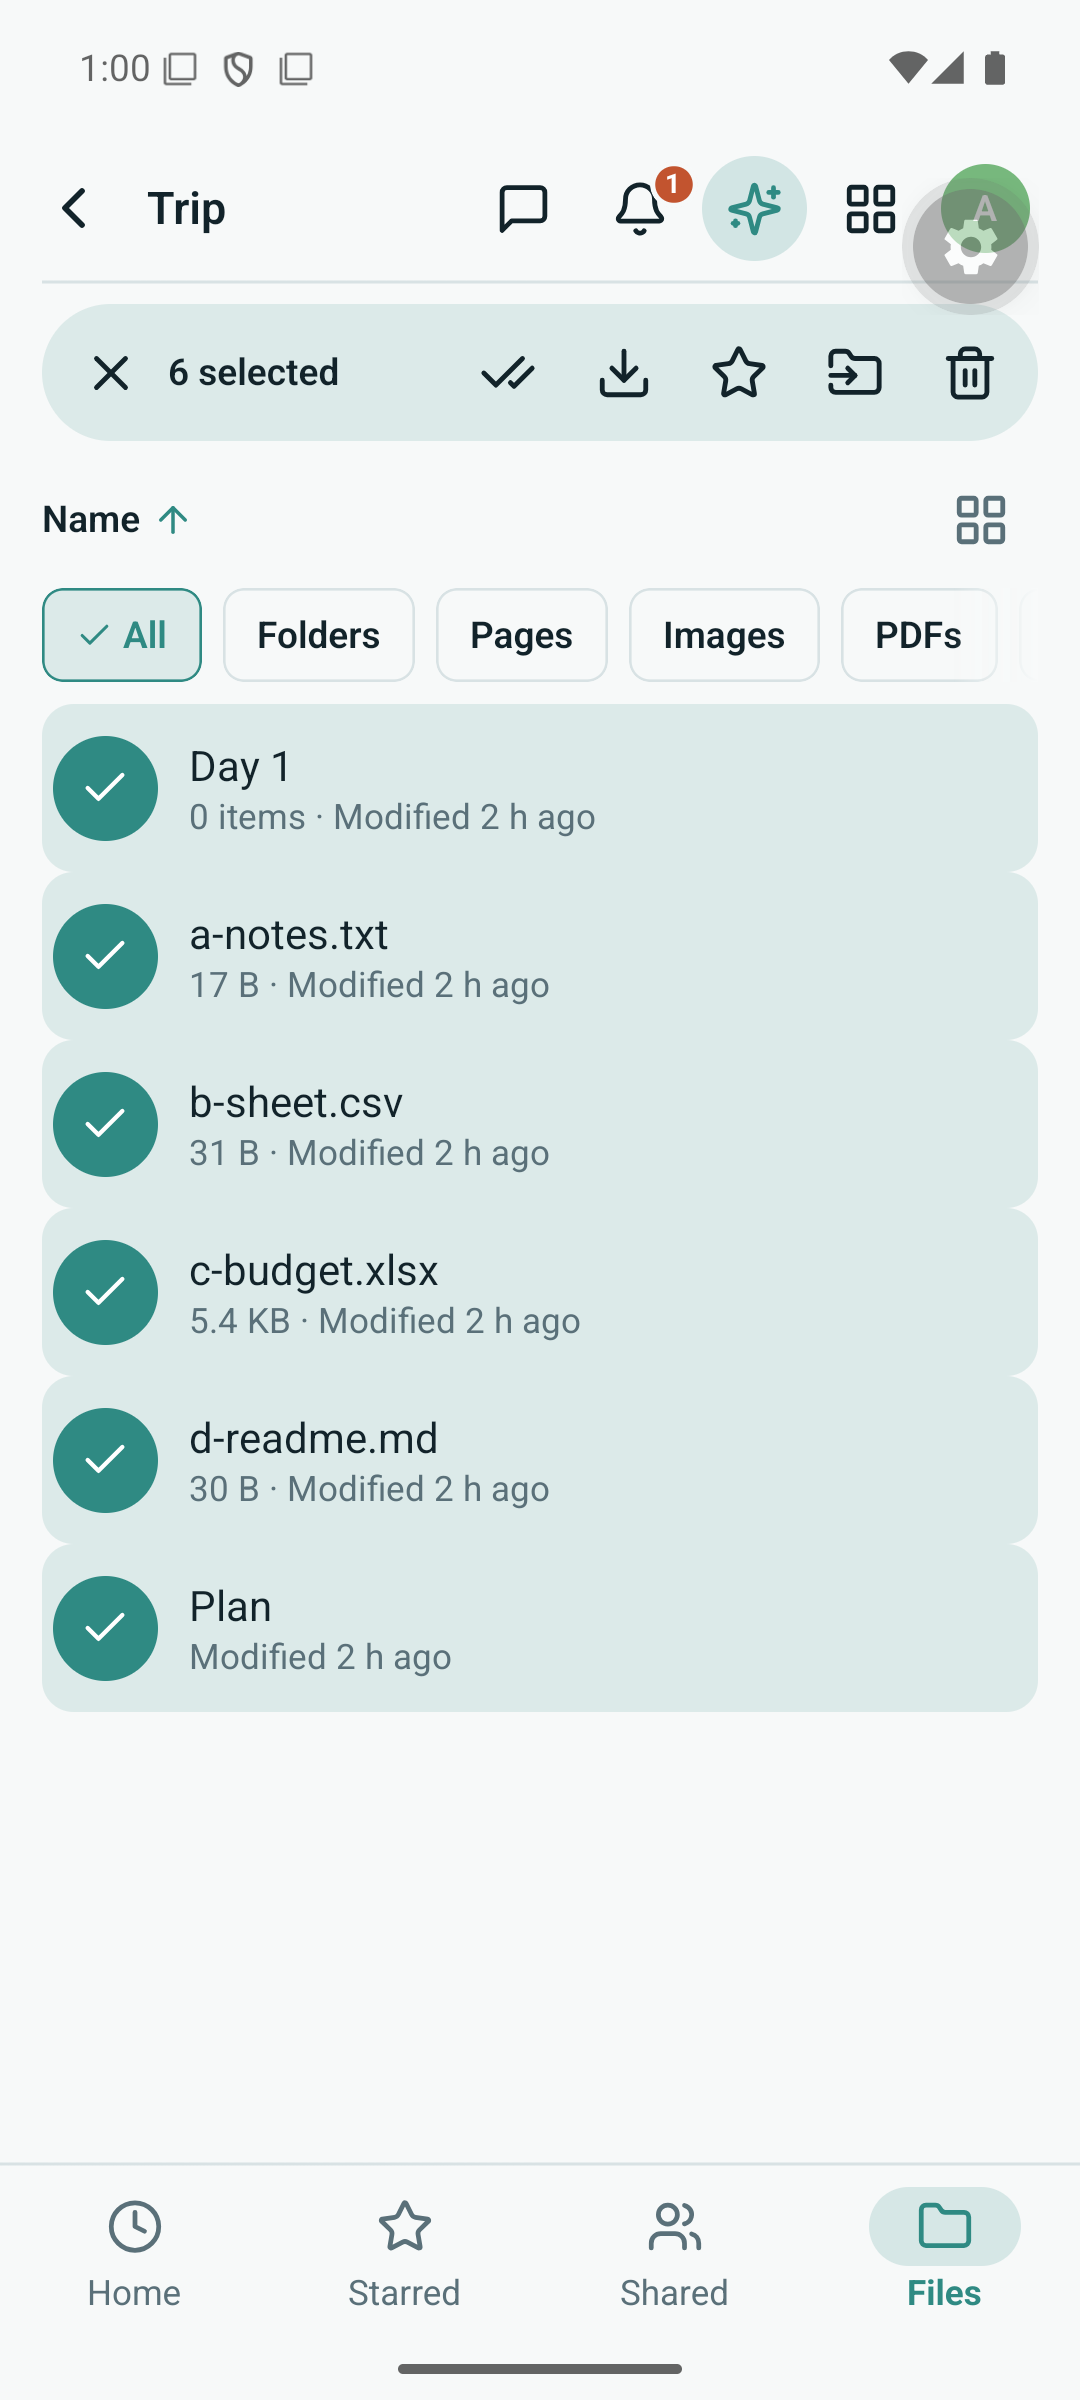 1:00
Trip
1
A
6 selected
Name
All
Folders
Pages
Images
PDFs
Day 1
0 items · Modified 2 h ago
a-notes.txt
17 B · Modified 2 h ago
b-sheet.csv
31 B · Modified 2 h ago
c-budget.xlsx
5.4 KB · Modified 2 h ago
d-readme.md
30 B · Modified 2 h ago
Plan
Modified 2 h ago
Home
Starred
Shared
Files